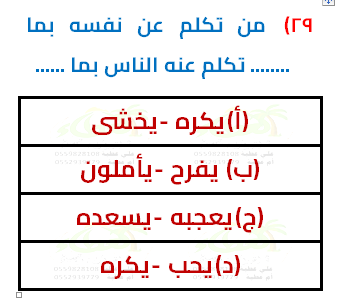 ٢٩) من تكلم عن نفسه بما
........ تكلم عنه الناس بما ......
(أ)يكره -يخشى
(ب) يفرح -يأملون
(ج)يعجبه -يسعده
(د)يحب -يكره